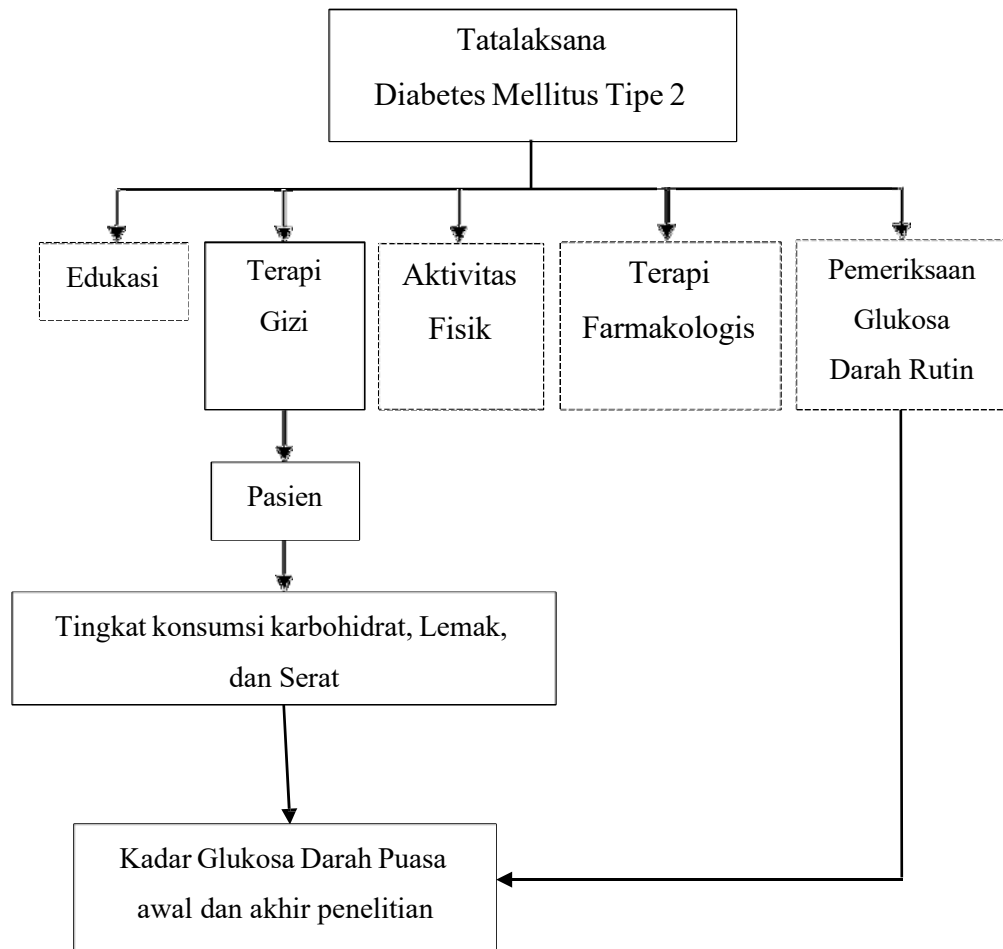 Tatalaksana
Diabetes Mellitus Tipe 2
Edukasi
Terapi
Gizi
Aktivitas
Fisik
Terapi
Farmakologis
Pemeriksaan
Glukosa
Darah Rutin
Pasien
Tingkat konsumsi karbohidrat, Lemak,
dan Serat
Kadar Glukosa Darah Puasa
awal dan akhir penelitian